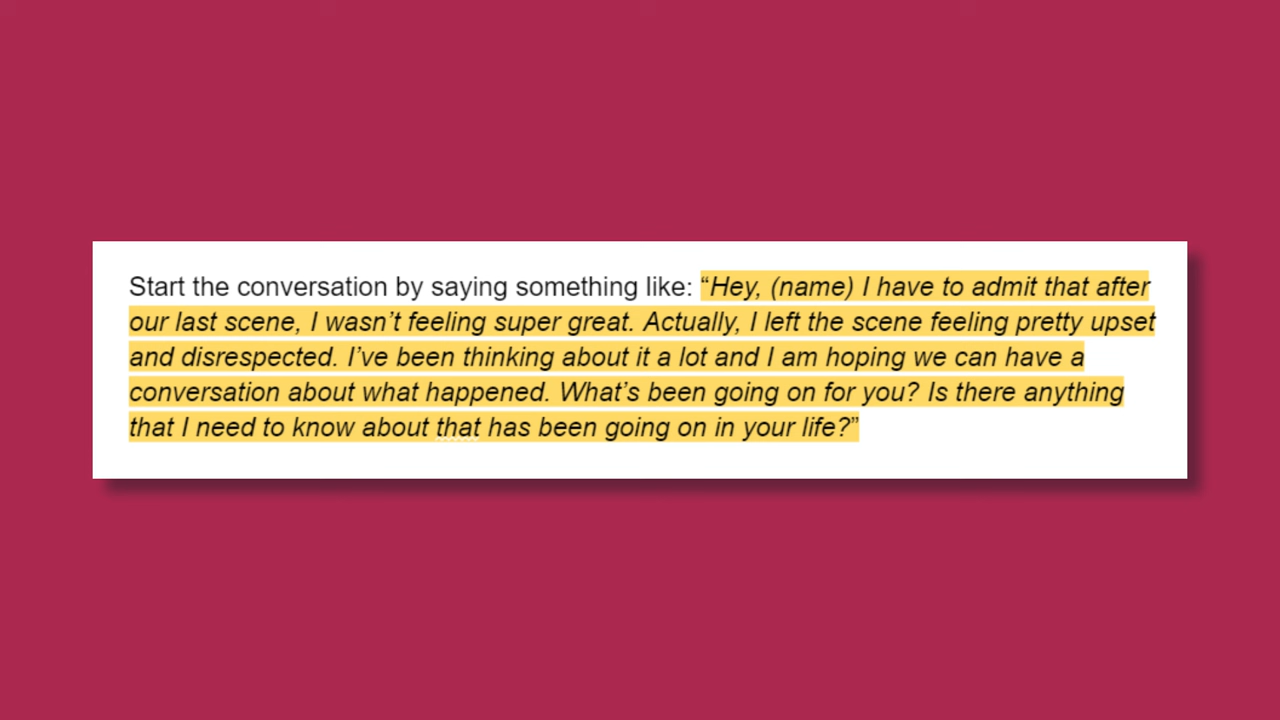 Start the conversation by saying something like: “Hey, (name) I have to admit that after
our last scene, I wasn’t feeling super great. Actually, I left the scene feeling pretty upset
and disrespected. I’ve been thinking about it a lot and I am hoping we can have a
conversation about what happened. What’s been going on for you? Is there anything
that I need to know about that has been going on in your life?”